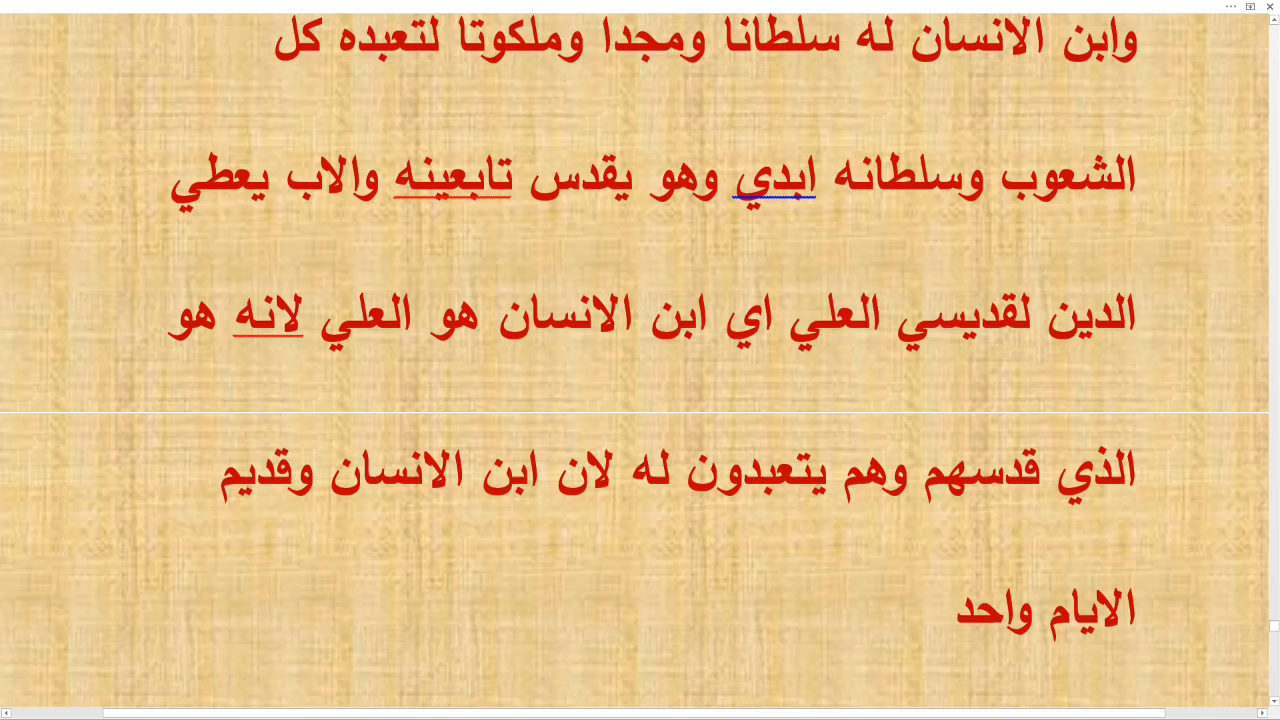 وابن الانسان له سلطانا ومجدا وملكوتا لتعبده كل
الشعوب وسلطانه ابدي وهو يقدس تابعينه والاب يعطي
الدين لقديسي العلي اي ابن الانسان هو العلي لانه هو
الذي قدسهم وهم يتعبدون له لان ابن الانسان وقديم
الايام واحد